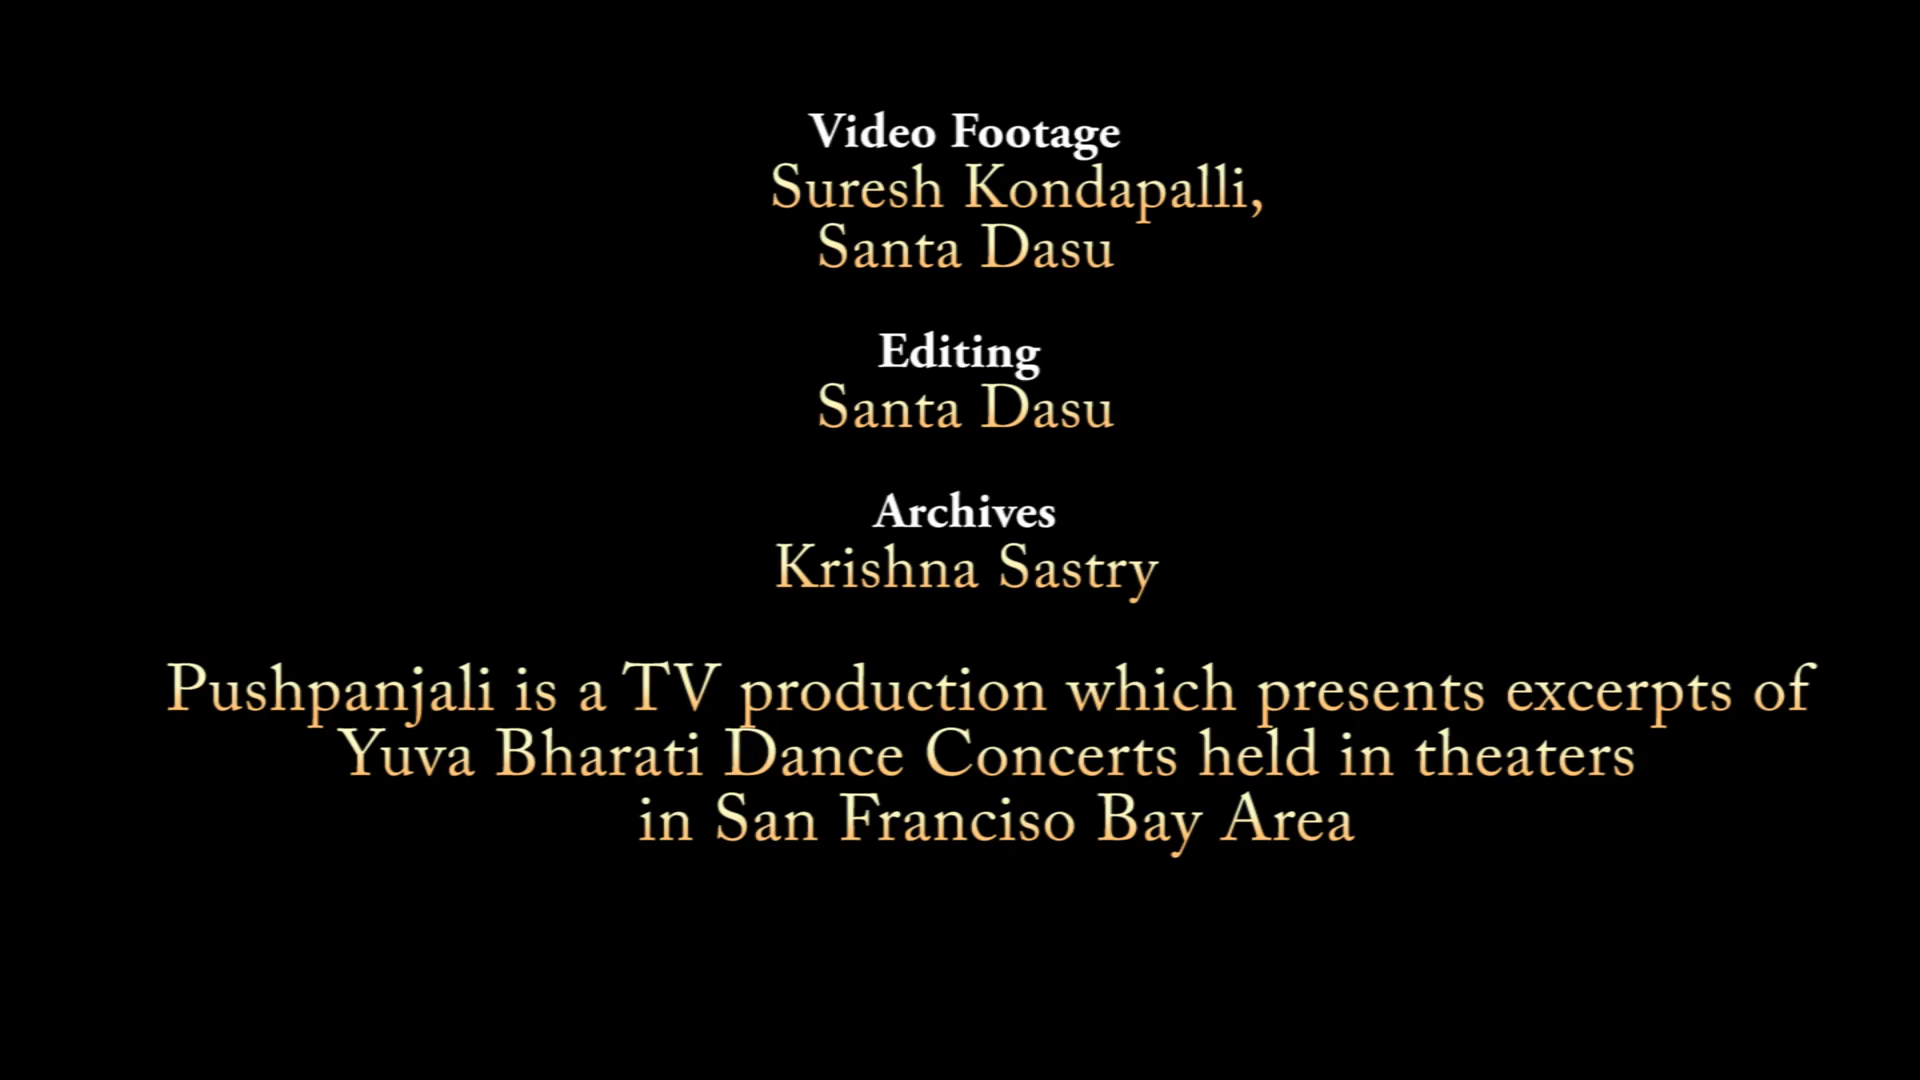 Video Footage
Suresh Kondapalli,
Santa Dasu
Editing
Santa Dasu
Archives
Krishna Sastry
Pushpanjali is a TV production which presents excerpts of
Yuva Bharati Dance Concerts held in theaters
in San Franciso Bay Area